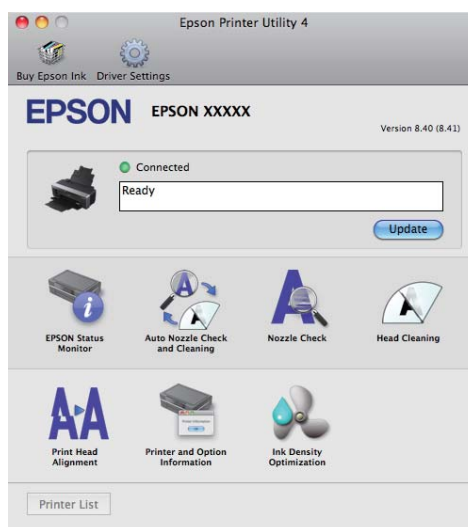 Epson Printer Utility 4
Buy Epson Ink
Driver Settings
EPSON
EPSON XXXXX
Version 8.40 (8.41)
Connected
Ready
Update
EPSON Status
Monitor
Auto Nozzle Check
and Cleaning
Nozzle Check
Head Cleaning
Print Head
Alignment
Printer and Option
Information
Ink Density
Optimization
Printer List